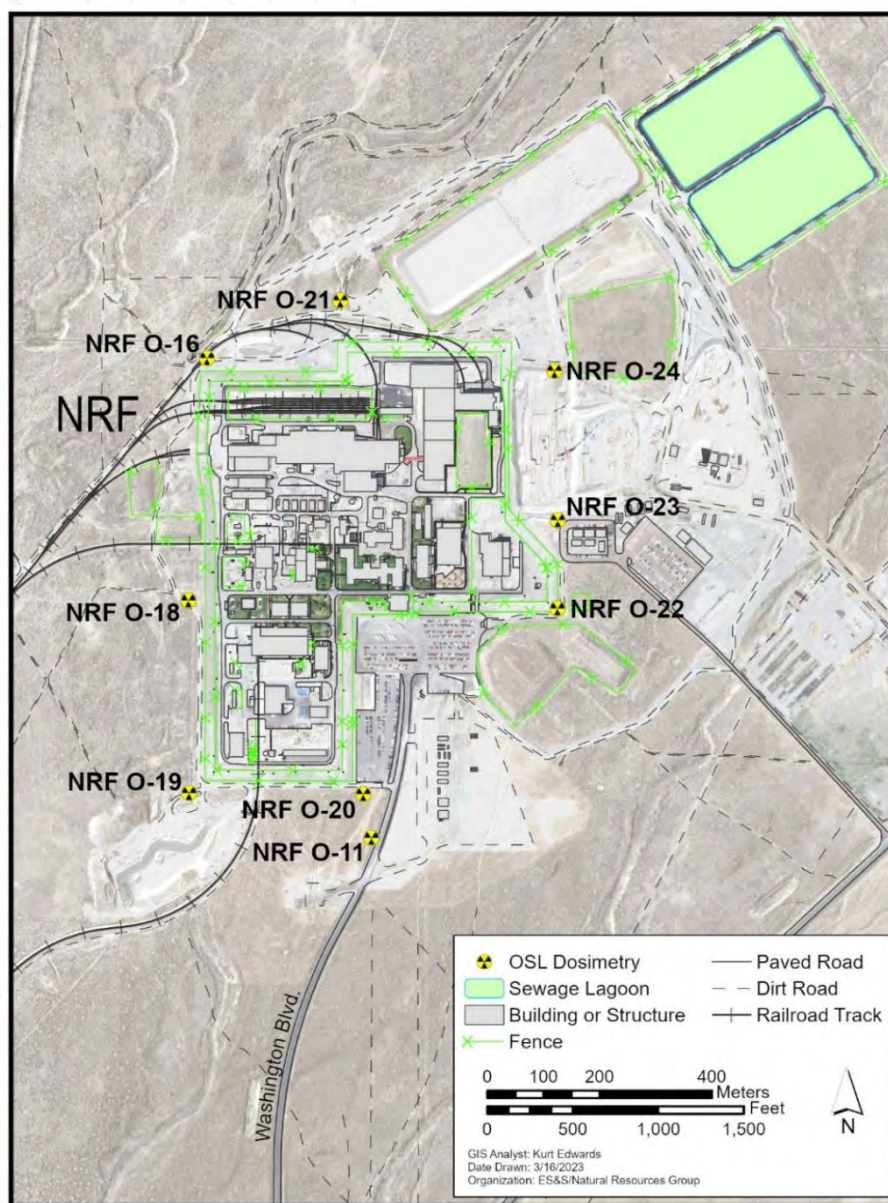 NRF O-21
NRF O-16
NRF O-24
NRF
NRF O-23
NRF O-18
NRF O-22
NRF O-19
NRF O-20
NRF O-11
Washington Blvd.
OSL Dosimetry
Sewage Lagoon
Building or Structure
Fence
Paved Road
Dirt Road
Railroad Track
0 100 200 400
Meters
Feet
0 500 1,000 1,500
N
GIS Analyst: Kurt Edwards
Date Drawn: 3/16/2023
Organization: ES&S/Natural Resources Group